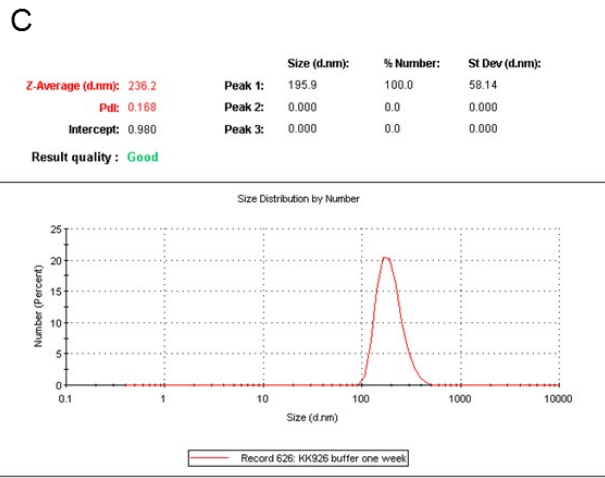 C
Size (d.nm): % Number: St Dev (d.nm):
Z-Average (d.nm): 236.2 Peak 1: 195.9 100.0 58.14
PdI: 0.168 Peak 2: 0.000 0.0 0.000
Intercept: 0.980 Peak 3: 0.000 0.0 0.000
Result quality : Good
Size Distribution by Number
Number (Percent)
25
20
15
10
5
0
0.1 1 10 100 1000 10000
Size (d.nm)
Record 626: KK926 buffer one week